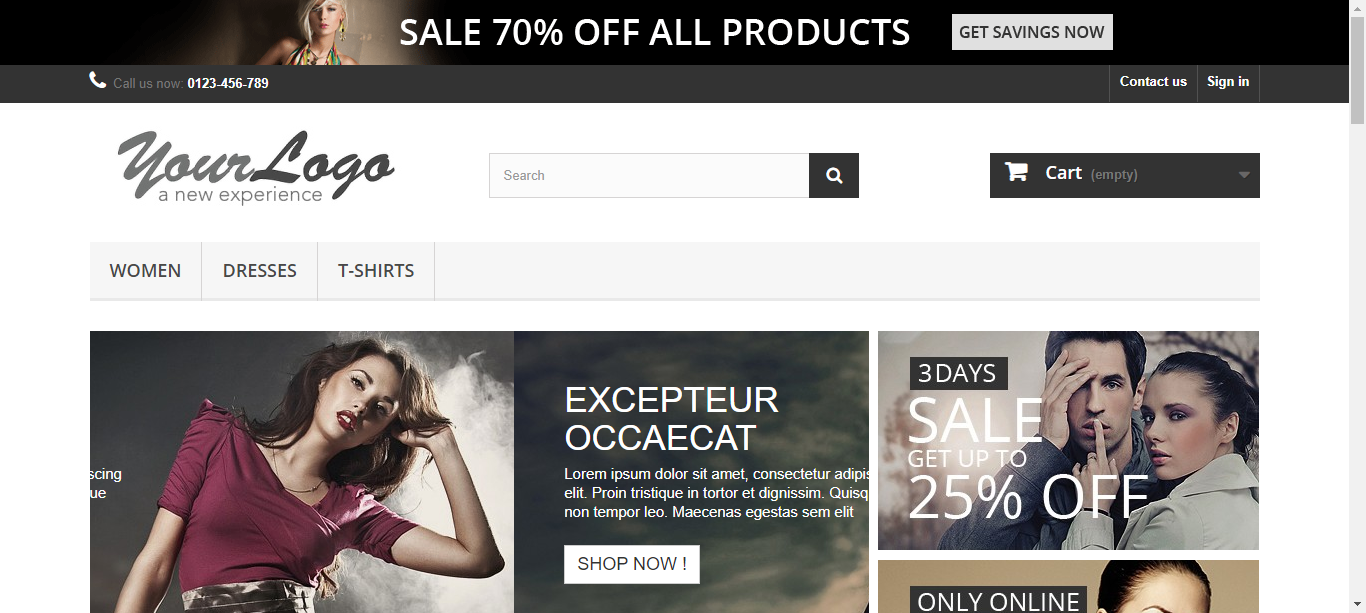 SALE 70% OFF ALL PRODUCTS
GET SAVINGS NOW
Call us now: 0123-456-789
Contact us
Sign in
YourLogo
a new experience
Search
Cart (empty)
WOMEN
DRESSES
T-SHIRTS
scing
ue
EXCEPTEUR
OCCAECAT
Lorem ipsum dolor sit amet, consectetur adipis
elit. Proin tristique in tortor et dignissim. Quisq
non tempor leo. Maecenas egestas sem elit
SHOP NOW !
3 DAYS
SALE
GET UP TO
25% OFF
ONLY ONLINE